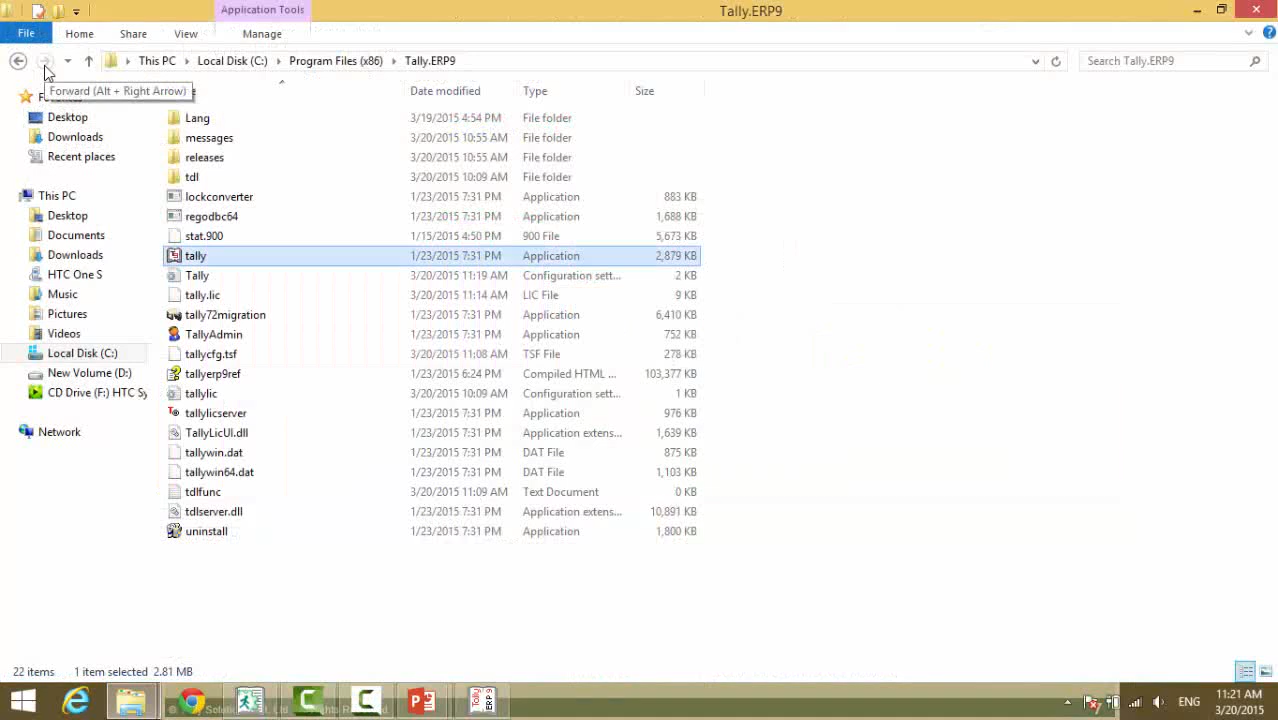 Application Tools
Tally.ERP9
File Home Share View Manage
This PC Local Disk (C:) Program Files (x86) Tally.ERP9
Search Tally.ERP9
Forward (Alt + Right Arrow)
Date modified Type Size
Desktop
Downloads
Recent places
This PC
Desktop
Documents
Downloads
HTC One S
Music
Pictures
Videos
Local Disk (C:)
New Volume (D:)
CD Drive (F:) HTC Sy
Network
Lang 3/19/2015 4:54 PM File folder
messages 3/20/2015 10:55 AM File folder
releases 3/20/2015 10:55 AM File folder
tdl 3/20/2015 10:09 AM File folder
lockconverter 1/23/2015 7:31 PM Application 883 KB
regodbc64 1/23/2015 7:31 PM Application 1,688 KB
stat.900 1/15/2015 4:50 PM 900 File 5,673 KB
tally 1/23/2015 7:31 PM Application 2,879 KB
Tally 3/20/2015 11:19 AM Configuration sett... 2 KB
tally.lic 3/20/2015 11:14 AM LIC File 9 KB
tally72migration 1/23/2015 7:31 PM Application 6,410 KB
TallyAdmin 1/23/2015 7:31 PM Application 752 KB
tallycfg.tsf 3/20/2015 11:08 AM TSF File 278 KB
tallyerp9ref 1/23/2015 6:24 PM Compiled HTML ... 103,377 KB
tallylic 3/20/2015 10:09 AM Configuration sett... 1 KB
tallylicserver 1/23/2015 7:31 PM Application 976 KB
TallyLicUI.dll 1/23/2015 7:31 PM Application extens... 1,639 KB
tallywin.dat 1/23/2015 7:31 PM DAT File 875 KB
tallywin64.dat 1/23/2015 7:31 PM DAT File 1,103 KB
tdlfunc 3/20/2015 11:09 AM Text Document 0 KB
tdlserver.dll 1/23/2015 7:31 PM Application extens... 10,891 KB
uninstall 1/23/2015 7:31 PM Application 1,800 KB
22 items 1 item selected 2.81 MB
Tally
ERP 9
ENG
11:21 AM
3/20/2015